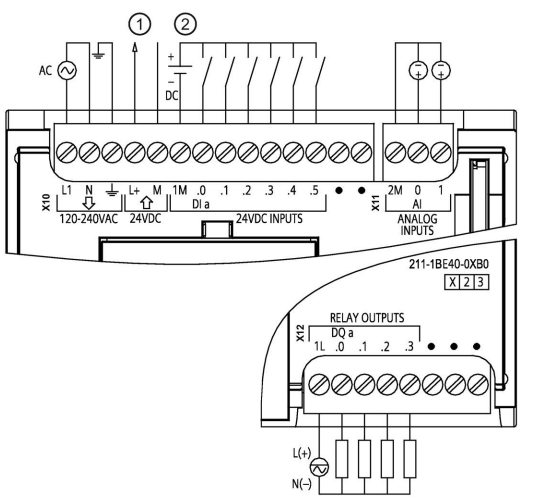 1 2
AC
+
−
DC
+ +
− −
X10
L1 N L+ M 1M .0 .1 .2 .3 .4 .5 • •
120-240VAC 24VDC
DI a
24VDC INPUTS
X11
2M 0 1
AI
ANALOG
INPUTS
211-1BE40-0XB0
X 2 3
RELAY OUTPUTS
X12
DQ a
1L .0 .1 .2 .3 • • •
L(+)
N(−)